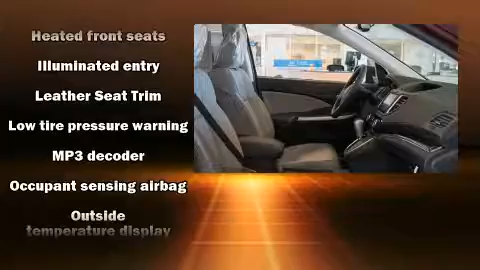 Heated front seats
Illuminated entry
Leather Seat Trim
Low tire pressure warning
MP3 decoder
Occupant sensing airbag
Outside
temperature display